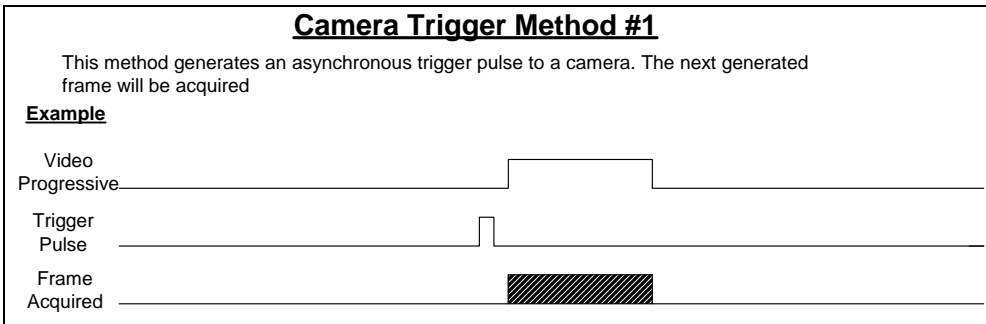 Camera Trigger Method #1
This method generates an asynchronous trigger pulse to a camera. The next generated
frame will be acquired
Example
Video
Progressive
Trigger
Pulse
Frame
Acquired